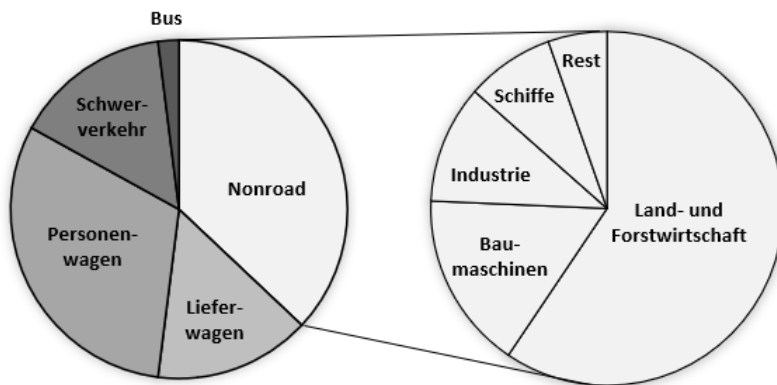 Bus
Schwer-
verkehr
Nonroad
Personen-
wagen
Liefer-
wagen
Rest
Schiffe
Industrie
Bau-
maschinen
Land- und
Forstwirtschaft